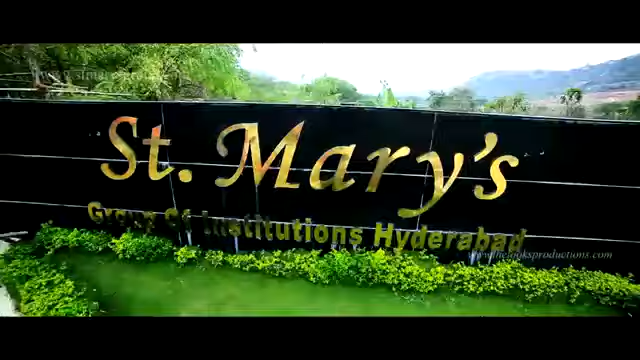 St. Mary's
Group Of Institutions Hyderabad
www.thelooksproductions.com